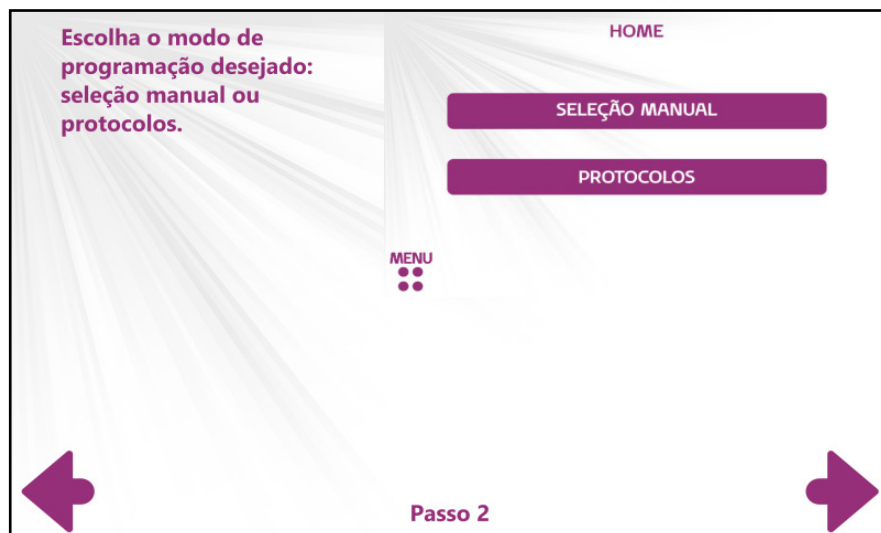 Escolha o modo de
programação desejado:
seleção manual ou
protocolos.
HOME
SELEÇÃO MANUAL
PROTOCOLOS
MENU
Passo 2